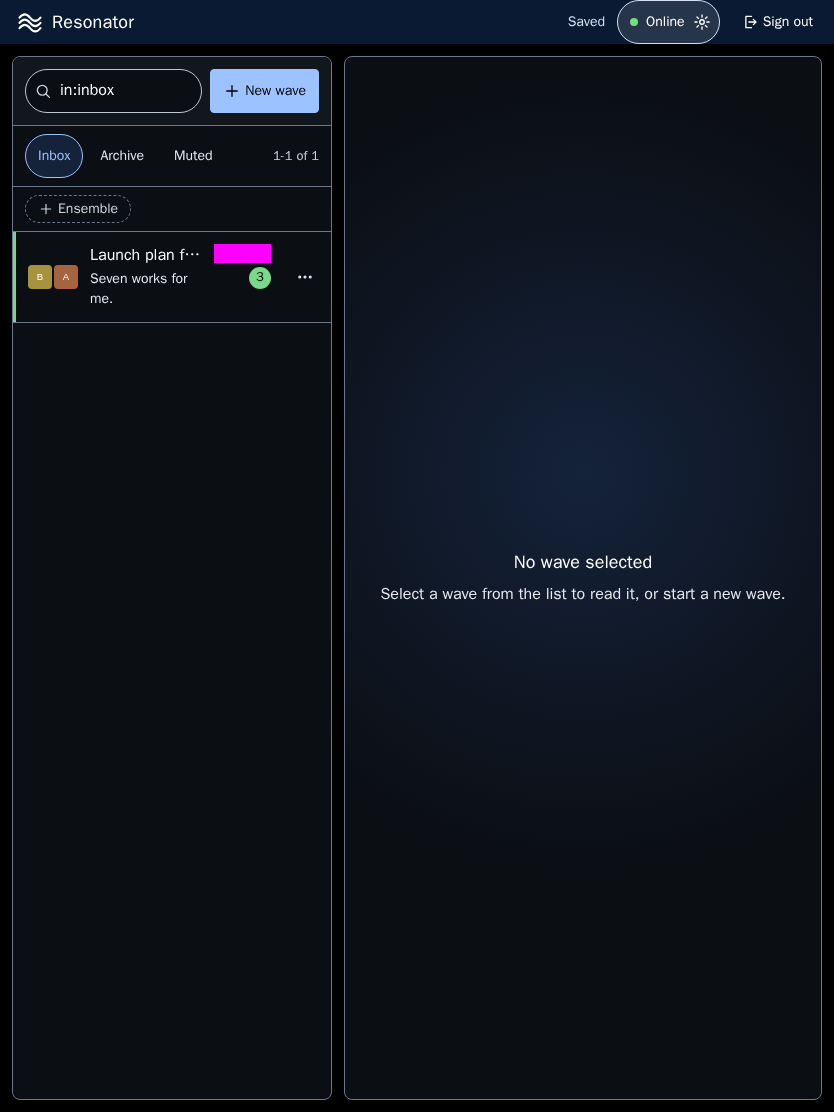 Resonator
Saved
Online
Sign out
in:inbox
New wave
Inbox
Archive
Muted
1-1 of 1
Ensemble
B
A
Launch plan f…
Seven works for
me.
3
No wave selected
Select a wave from the list to read it, or start a new wave.